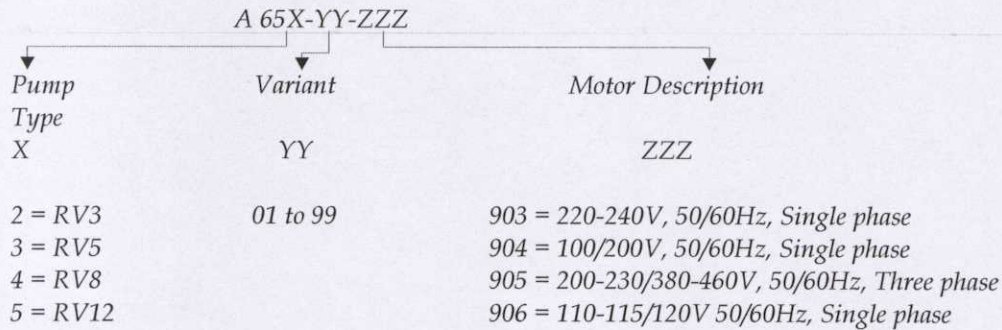 A 65X-YY-ZZZ
Pump Variant Motor Description
Type
X YY ZZZ
2 = RV3 01 to 99 903 = 220-240V, 50/60Hz, Single phase
3 = RV5 904 = 100/200V, 50/60Hz, Single phase
4 = RV8 905 = 200-230/380-460V, 50/60Hz, Three phase
5 = RV12 906 = 110-115/120V 50/60Hz, Single phase